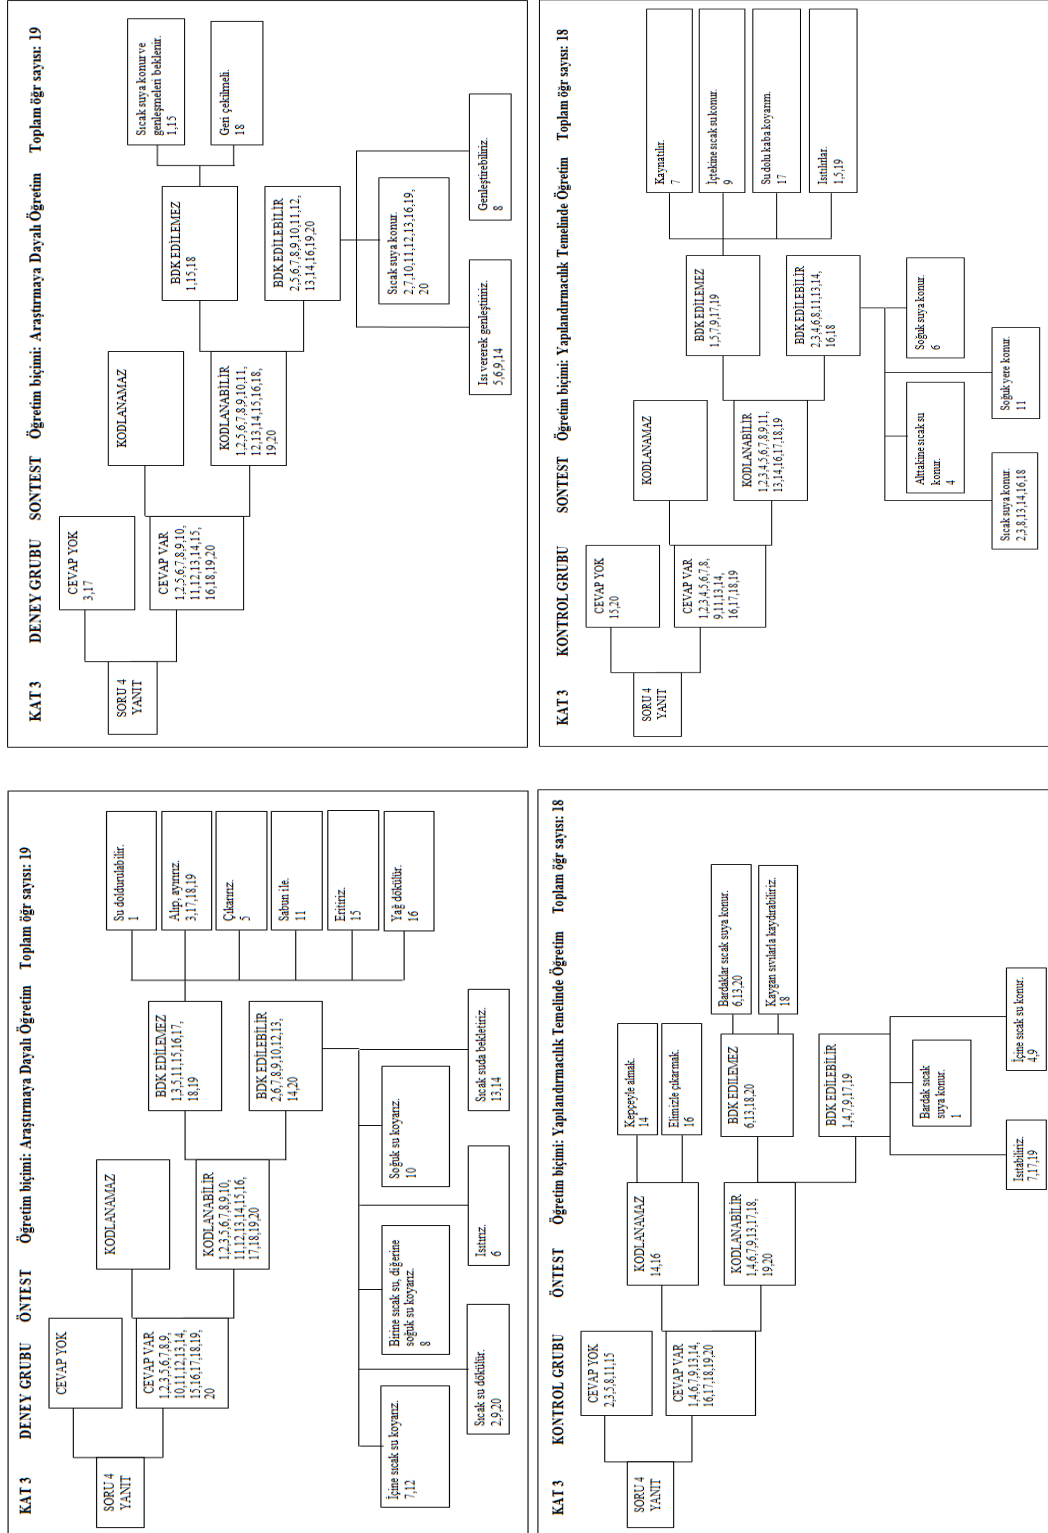 KAT 3 DENEY GRUBU ÖNTEST Öğretim biçimi: Araştırmaya Dayalı Öğretim Toplam öğr sayısı: 19
SORU 4
YANIT
CEVAP YOK
CEVAP VAR
1,2,3,5,6,7,8,9,
10,11,12,13,14,
15,16,17,18,19,
20
KODLANAMAZ
KODLANABİLİR
1,2,3,5,6,7,8,9,10,
11,12,13,14,15,16,
17,18,19,20
BDK EDİLEMEZ
1,3,5,11,15,16,17,
18,19
BDK EDİLEBİLİR
2,6,7,8,9,10,12,13,
14,20
Su doldurulabilir.
1
Alıp, ayırırız.
3,17,18,19
Çıkarırız.
5
Sabun ile.
11
Eritiriz.
15
Yağ dökülür.
16
İçine sıcak su koyarız.
7,12
Birine sıcak su, diğerine
soğuk su koyarız.
8
Soğuk su koyarız.
10
Sıcak su dökülür.
2,9,20
Isıtırız.
6
Sıcak suda bekletiriz.
13,14
KAT 3 DENEY GRUBU SONTEST Öğretim biçimi: Araştırmaya Dayalı Öğretim Toplam öğr sayısı: 19
SORU 4
YANIT
CEVAP YOK
3,17
CEVAP VAR
1,2,5,6,7,8,9,10,
11,12,13,14,15,
16,18,19,20
KODLANAMAZ
KODLANABİLİR
1,2,5,6,7,8,9,10,11,
12,13,14,15,16,18,
19,20
BDK EDİLEMEZ
1,15,18
BDK EDİLEBİLİR
2,5,6,7,8,9,10,11,12,
13,14,16,19,20
Sıcak suya konur ve
genleşmeleri beklenir.
1,15
Geri çekilmeli.
18
Sıcak suya konur.
2,7,10,11,12,13,16,19,
20
Isı vererek genleştiririz.
5,6,9,14
Genleştirebiliriz.
8
KAT 3 KONTROL GRUBU ÖNTEST Öğretim biçimi: Yapılandırmacılık Temelinde Öğretim Toplam öğr sayısı: 18
SORU 4
YANIT
CEVAP YOK
2,3,5,8,11,15
CEVAP VAR
1,4,6,7,9,13,14,
16,17,18,19,20
KODLANAMAZ
14,16
KODLANABİLİR
1,4,6,7,9,13,17,18,
19,20
Kepçeyle almak.
14
Elimizle çıkarmak.
16
BDK EDİLEMEZ
6,13,18,20
BDK EDİLEBİLİR
1,4,7,9,17,19
Bardaklar sıcak suya konur.
6,13,20
Kaygan sıvılarla kaydırabiliriz.
18
Bardak sıcak
suya konur.
1
Isıtabiliriz.
7,17,19
İçine sıcak su konur.
4,9
KAT 3 KONTROL GRUBU SONTEST Öğretim biçimi: Yapılandırmacılık Temelinde Öğretim Toplam öğr sayısı: 18
SORU 4
YANIT
CEVAP YOK
15,20
CEVAP VAR
1,2,3,4,5,6,7,8,
9,11,13,14,
16,17,18,19
KODLANAMAZ
KODLANABİLİR
1,2,3,4,5,6,7,8,9,11,
13,14,16,17,18,19
BDK EDİLEMEZ
1,5,7,9,17,19
BDK EDİLEBİLİR
2,3,4,6,8,11,13,14,
16,18
Kaynatılır.
7
İçtekine sıcak su konur.
9
Su dolu kaba koyarım.
17
Isıtılırlar.
1,5,19
Alttakine sıcak su
konur.
4
Soğuk suya konur.
6
Sıcak suya konur.
2,3,8,13,14,16,18
Soğuk yere konur.
11